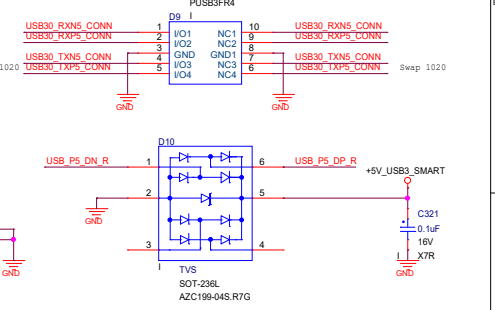 PUSB3FR4
D9 I
USB30_RXN5_CONN 1 I/O1 NC1 10 USB30_RXN5_CONN
USB30_RXP5_CONN 2 I/O2 NC2 9 USB30_RXP5_CONN
3 GND GND1 8
USB30_TXN5_CONN 4 I/O3 NC3 7 USB30_TXN5_CONN
1020 USB30_TXP5_CONN 5 I/O4 NC4 6 USB30_TXP5_CONN Swap 1020
GND GND
D10
USB_P5_DN_R 1 6 USB_P5_DP_R
+5V_USB3_SMART
2 5
GND
C321
0.1uF
16V
I X7R
3 4
GND GND
I TVS
SOT-236L
AZC199-04S.R7G